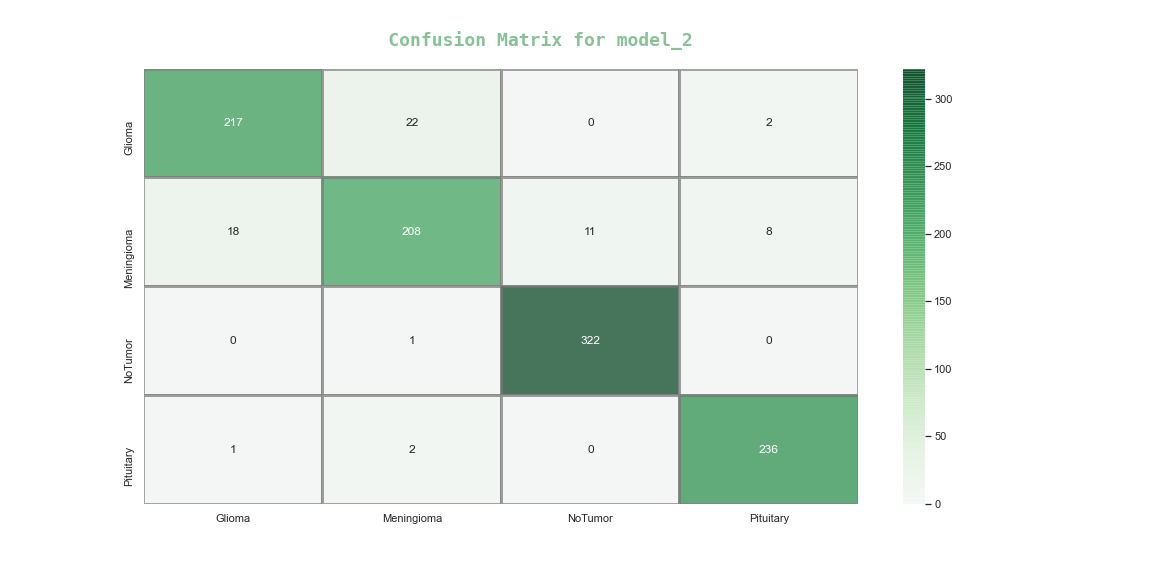 Confusion Matrix for model_2
Glioma 217 22 0 2
Meningioma 18 208 11 8
NoTumor 0 1 322 0
Pituitary 1 2 0 236
Glioma Meningioma NoTumor Pituitary
300
250
200
150
100
50
0